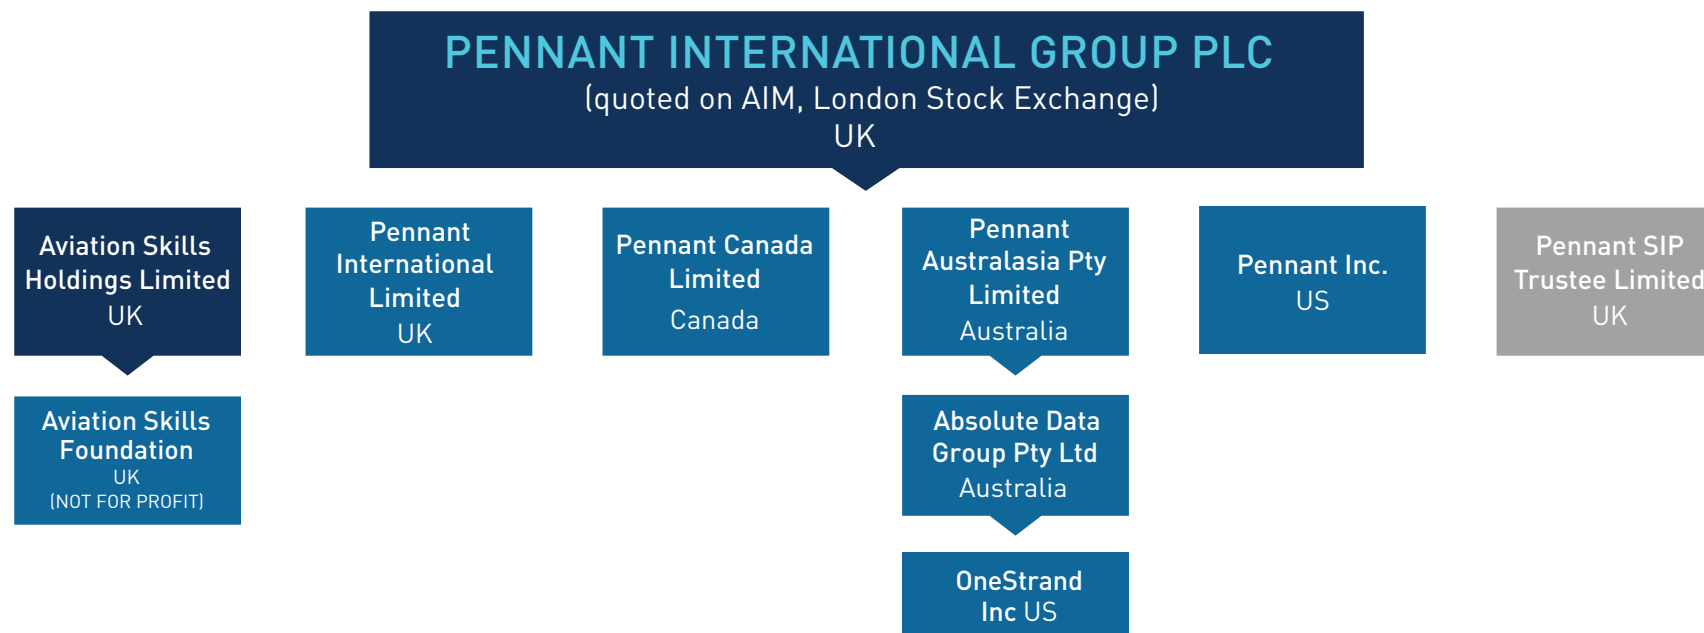 PENNANT INTERNATIONAL GROUP PLC
(quoted on AIM, London Stock Exchange)
UK
Aviation Skills
Holdings Limited
UK
Pennant
International
Limited
UK
Pennant Canada
Limited
Canada
Pennant
Australasia Pty
Limited
Australia
Pennant Inc.
US
Pennant SIP
Trustee Limited
UK
Aviation Skills
Foundation
UK
(NOT FOR PROFIT)
Absolute Data
Group Pty Ltd
Australia
OneStrand
Inc US